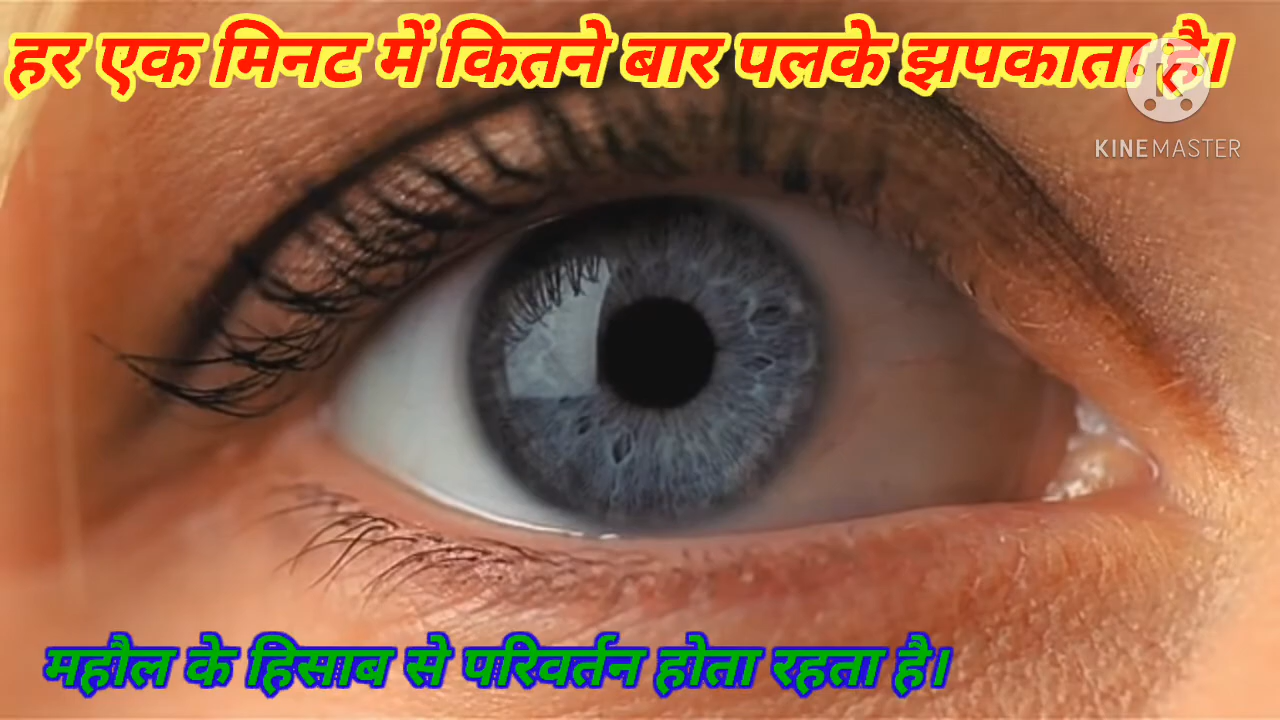 हर एक मिनट में कितने बार पलके झपकाता है।
KINEMASTER
महौल के हिसाब से परिवर्तन होता रहता है।